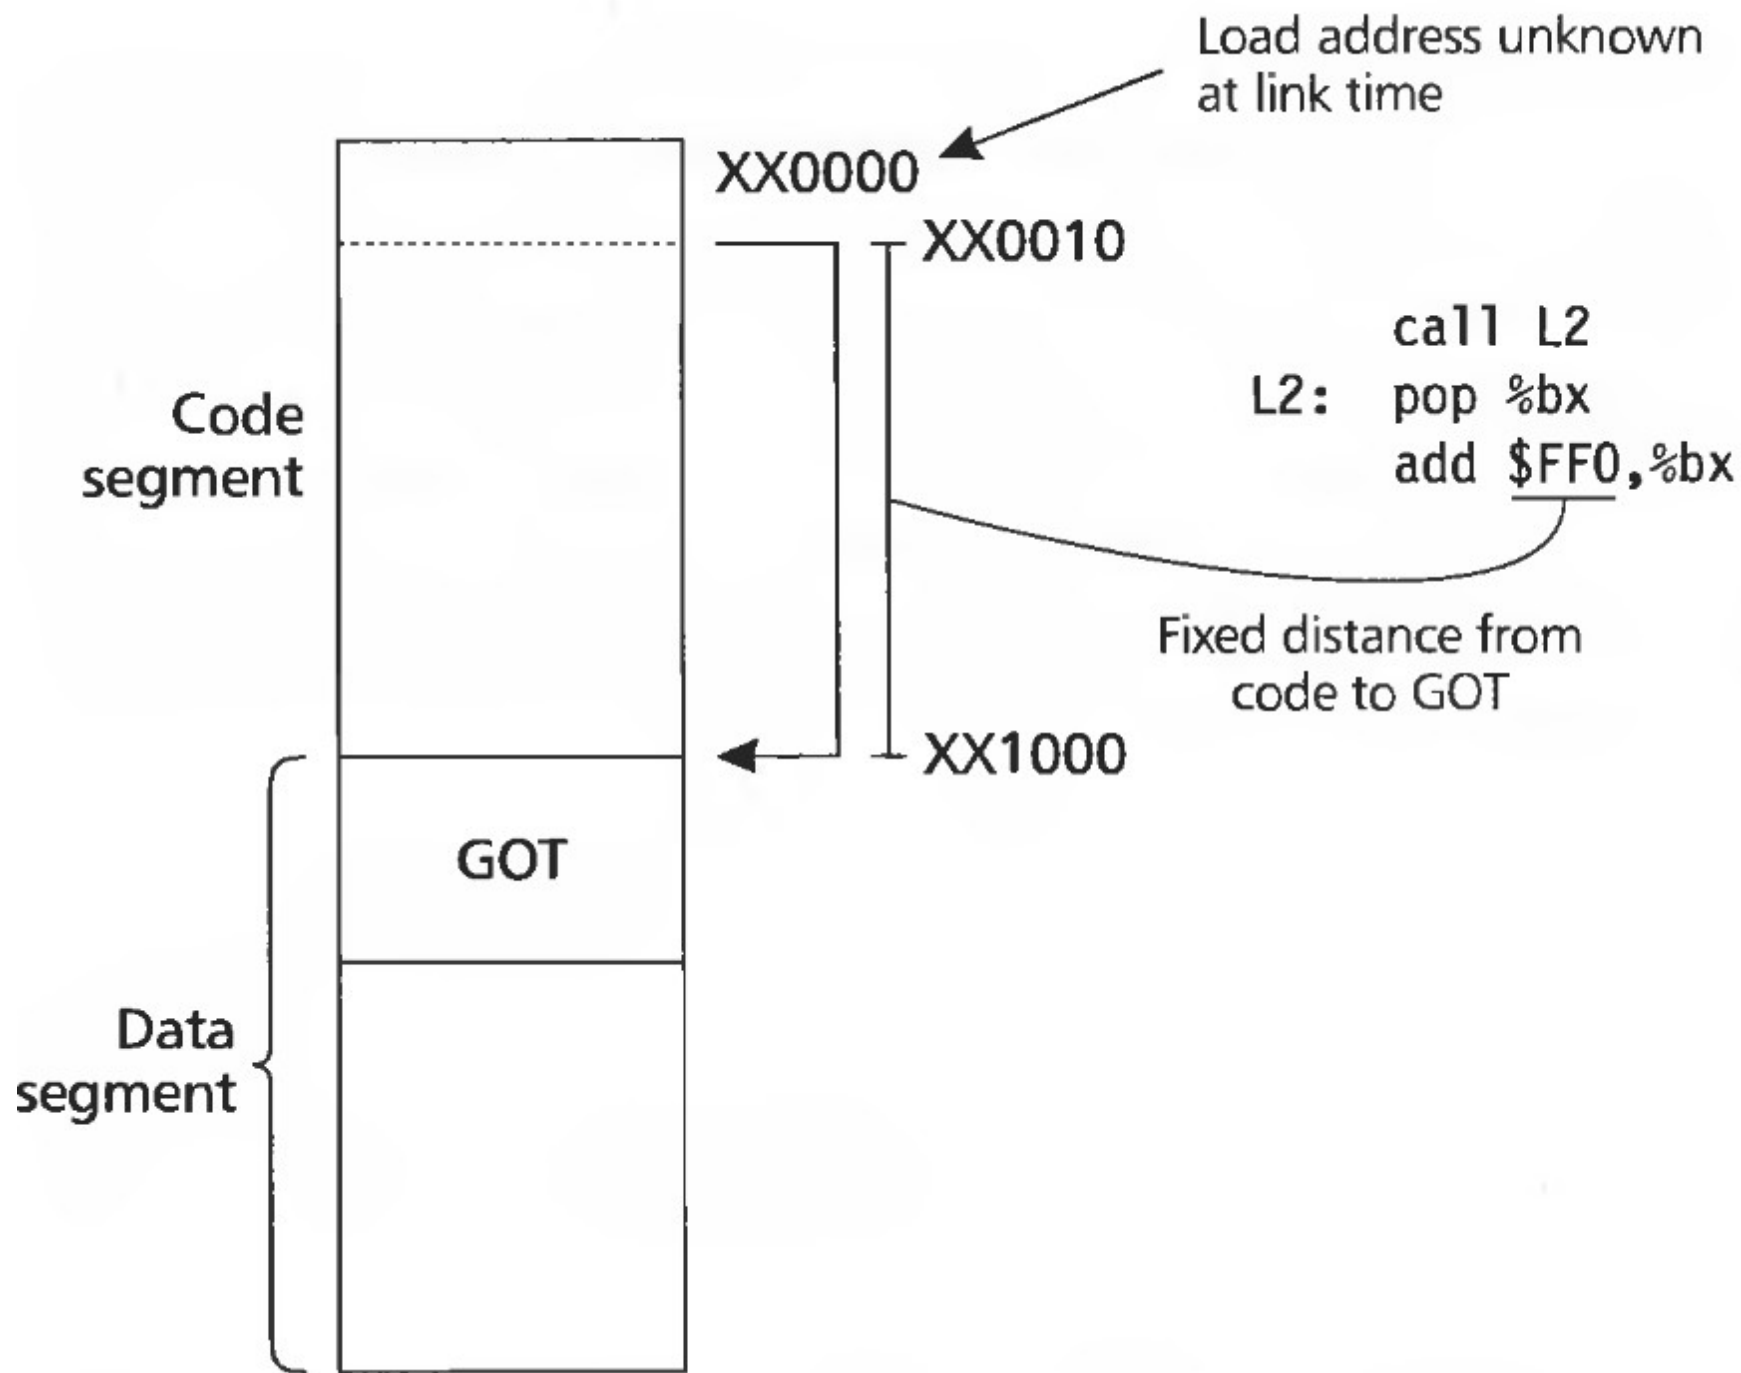 Load address unknown
at link time
XX0000
XX0010
call L2
L2: pop %bx
add $FF0,%bx
Code
segment
Fixed distance from
code to GOT
XX1000
GOT
Data
segment